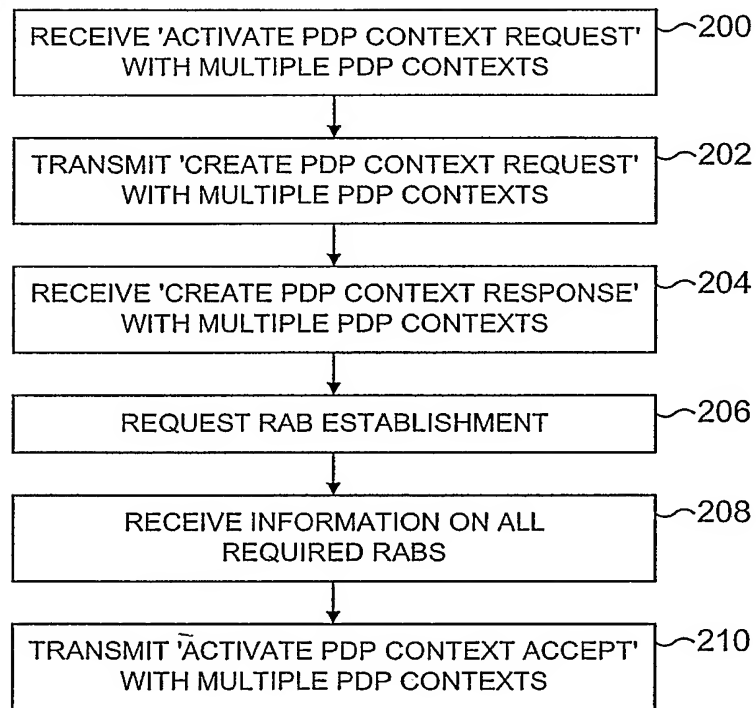 RECEIVE 'ACTIVATE PDP CONTEXT REQUEST'
WITH MULTIPLE PDP CONTEXTS
200
TRANSMIT 'CREATE PDP CONTEXT REQUEST'
WITH MULTIPLE PDP CONTEXTS
202
RECEIVE 'CREATE PDP CONTEXT RESPONSE'
WITH MULTIPLE PDP CONTEXTS
204
REQUEST RAB ESTABLISHMENT
206
RECEIVE INFORMATION ON ALL
REQUIRED RABS
208
TRANSMIT 'ACTIVATE PDP CONTEXT ACCEPT'
WITH MULTIPLE PDP CONTEXTS
210